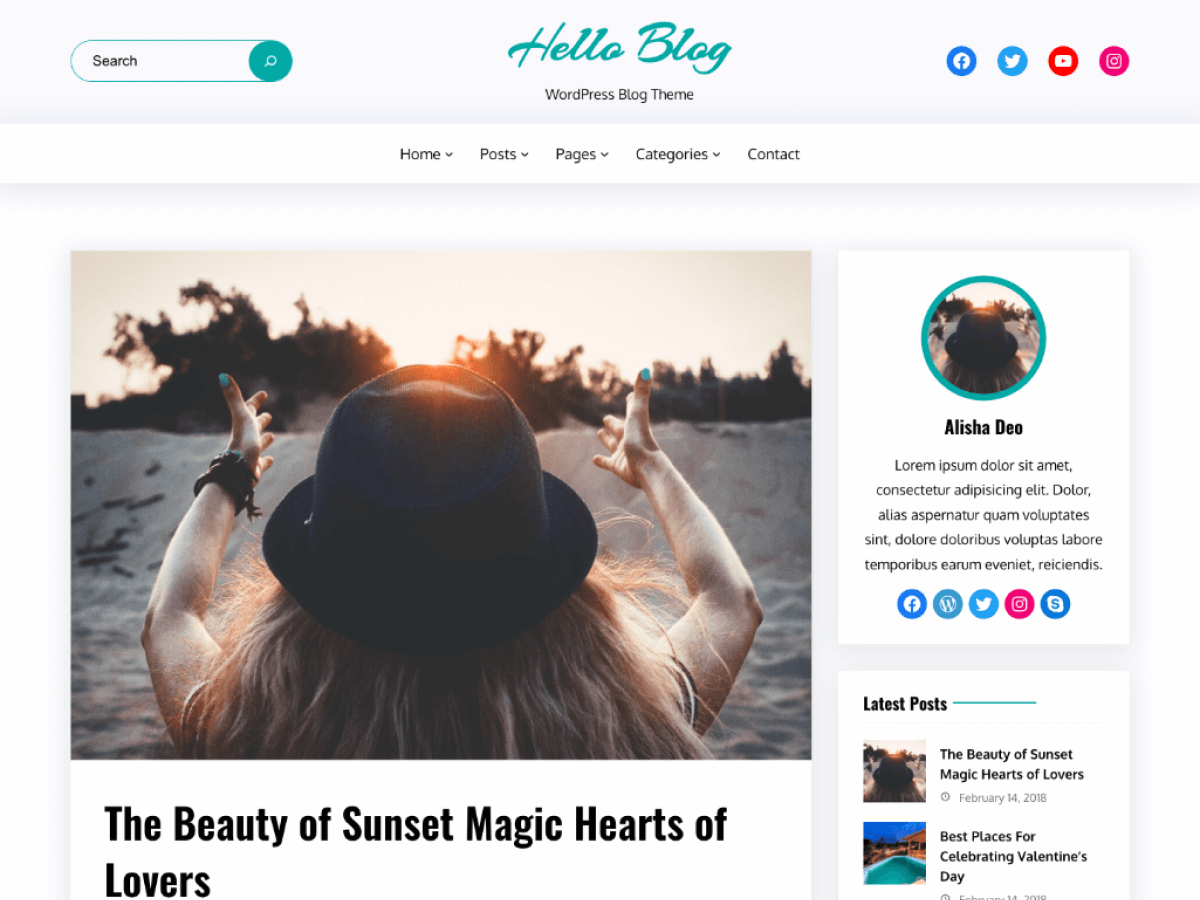 Search
Hello Blog
WordPress Blog Theme
Home
Posts
Pages
Categories
Contact
Alisha Deo
Lorem ipsum dolor sit amet,
consectetur adipisicing elit. Dolor,
alias aspernatur quam voluptates
sint, dolore doloribus voluptas labore
temporibus earum eveniet, reiciendis.
Latest Posts
The Beauty of Sunset
Magic Hearts of Lovers
February 14, 2018
Best Places For
Celebrating Valentine's
Day
February 14, 2018
The Beauty of Sunset Magic Hearts of
Lovers